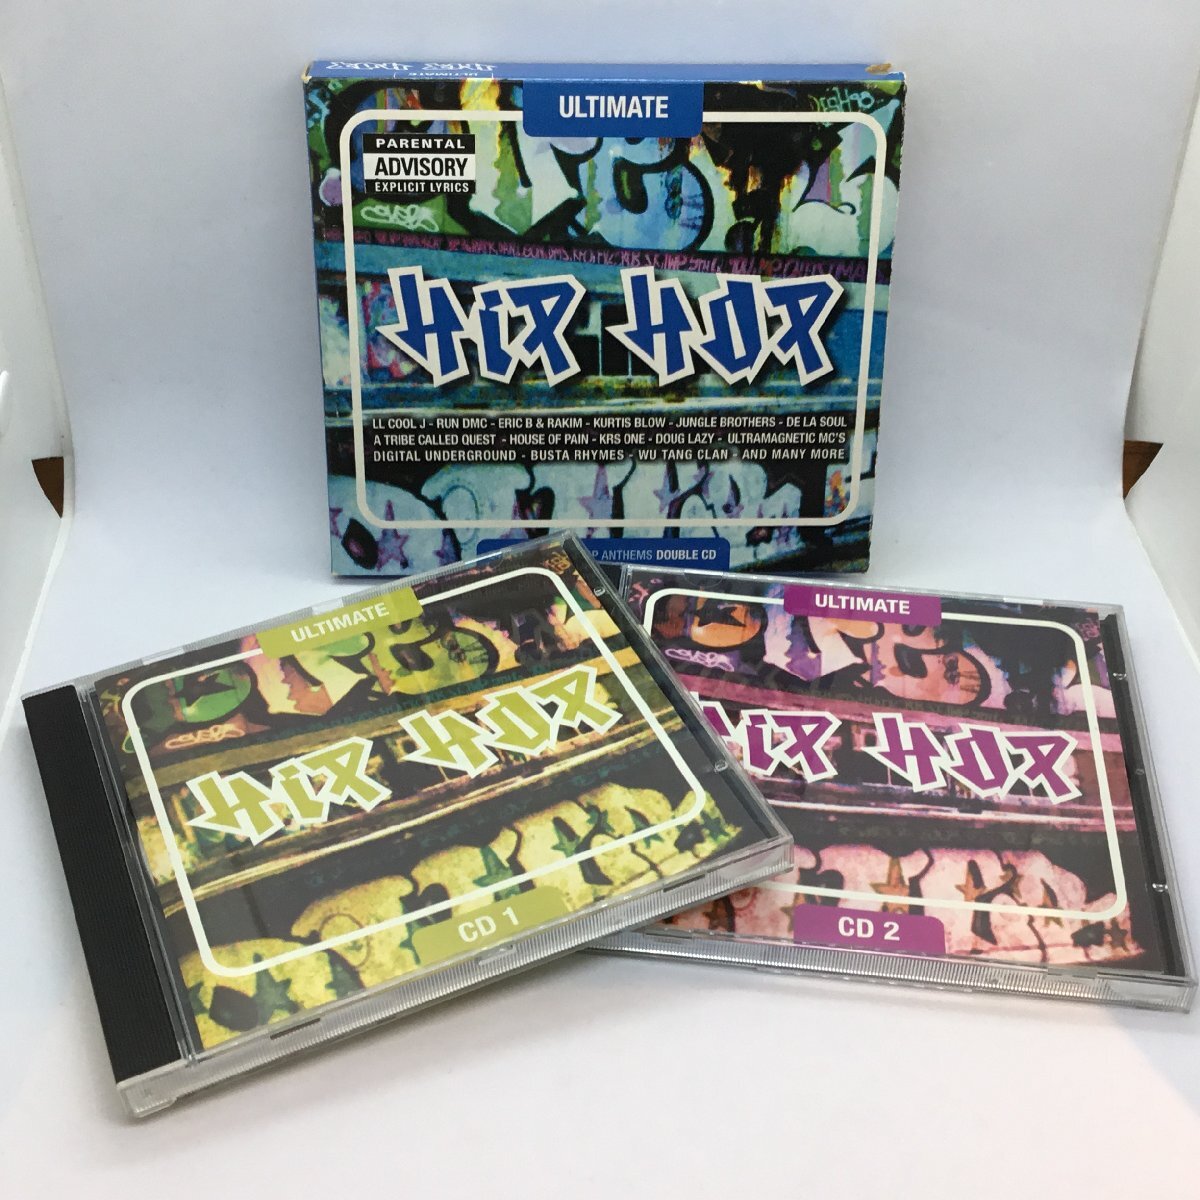 ULTIMATE
ULTIMATE
PARENTAL
ADVISORY
EXPLICIT LYRICS
HIP HOP
LL COOL J - RUN DMC - ERIC B & RAKIM - KURTIS BLOW - JUNGLE BROTHERS - DE LA SOUL
A TRIBE CALLED QUEST - HOUSE OF PAIN - KRS ONE - DOUG LAZY - ULTRAMAGNETIC MC'S
DIGITAL UNDERGROUND - BUSTA RHYMES - WU TANG CLAN - AND MANY MORE
ANTHEMS DOUBLE CD
ULTIMATE
HIP HOP
CD 1
ULTIMATE
HIP HOP
CD 2